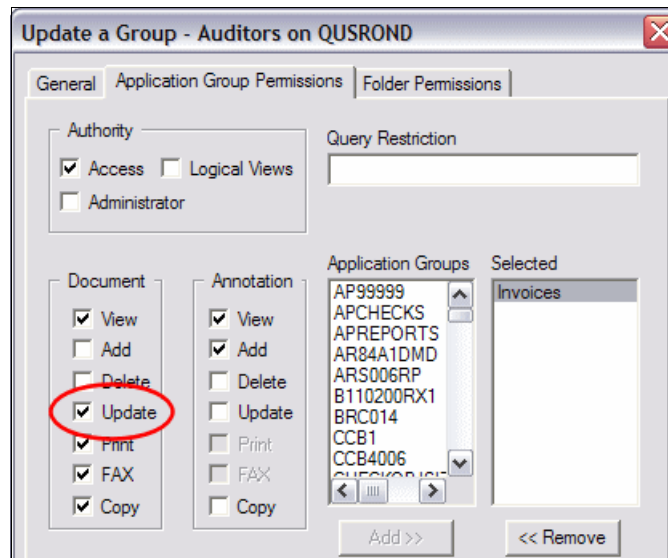 Update a Group - Auditors on QUSROND
General Application Group Permissions Folder Permissions
Authority
Access Logical Views
Administrator
Query Restriction
Document
View
Add
Delete
Update
Print
FAX
Copy
Annotation
View
Add
Delete
Update
Print
FAX
Copy
Application Groups
AP99999
APCHECKS
APREPORTS
AR84A1DMD
ARS006RP
B110200RX1
BRC014
CCB1
CCB4006
Selected
Invoices
Add >>
<< Remove